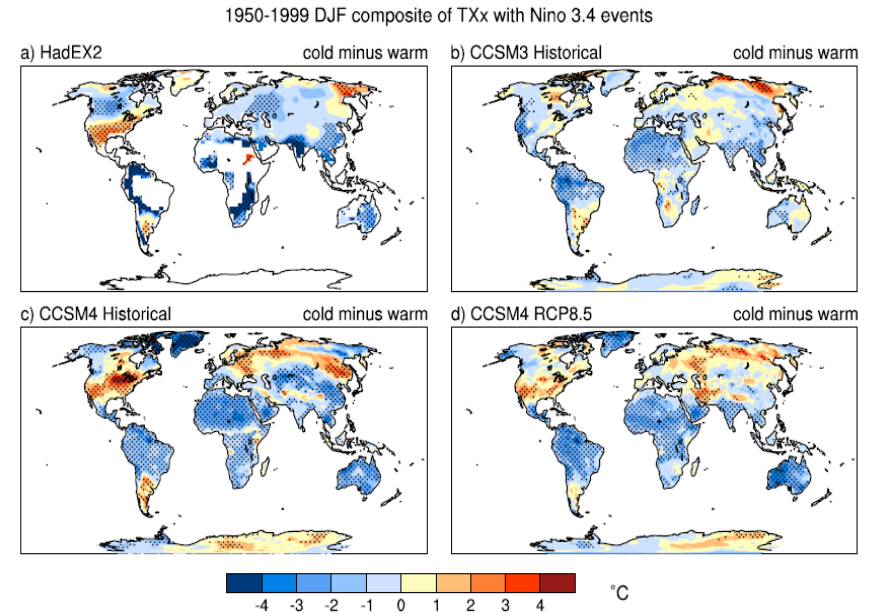 1950-1999 DJF composite of TXx with Nino 3.4 events
a) HadEX2 cold minus warm
b) CCSM3 Historical cold minus warm
c) CCSM4 Historical cold minus warm
d) CCSM4 RCP8.5 cold minus warm
-4 -3 -2 -1 0 1 2 3 4 °C